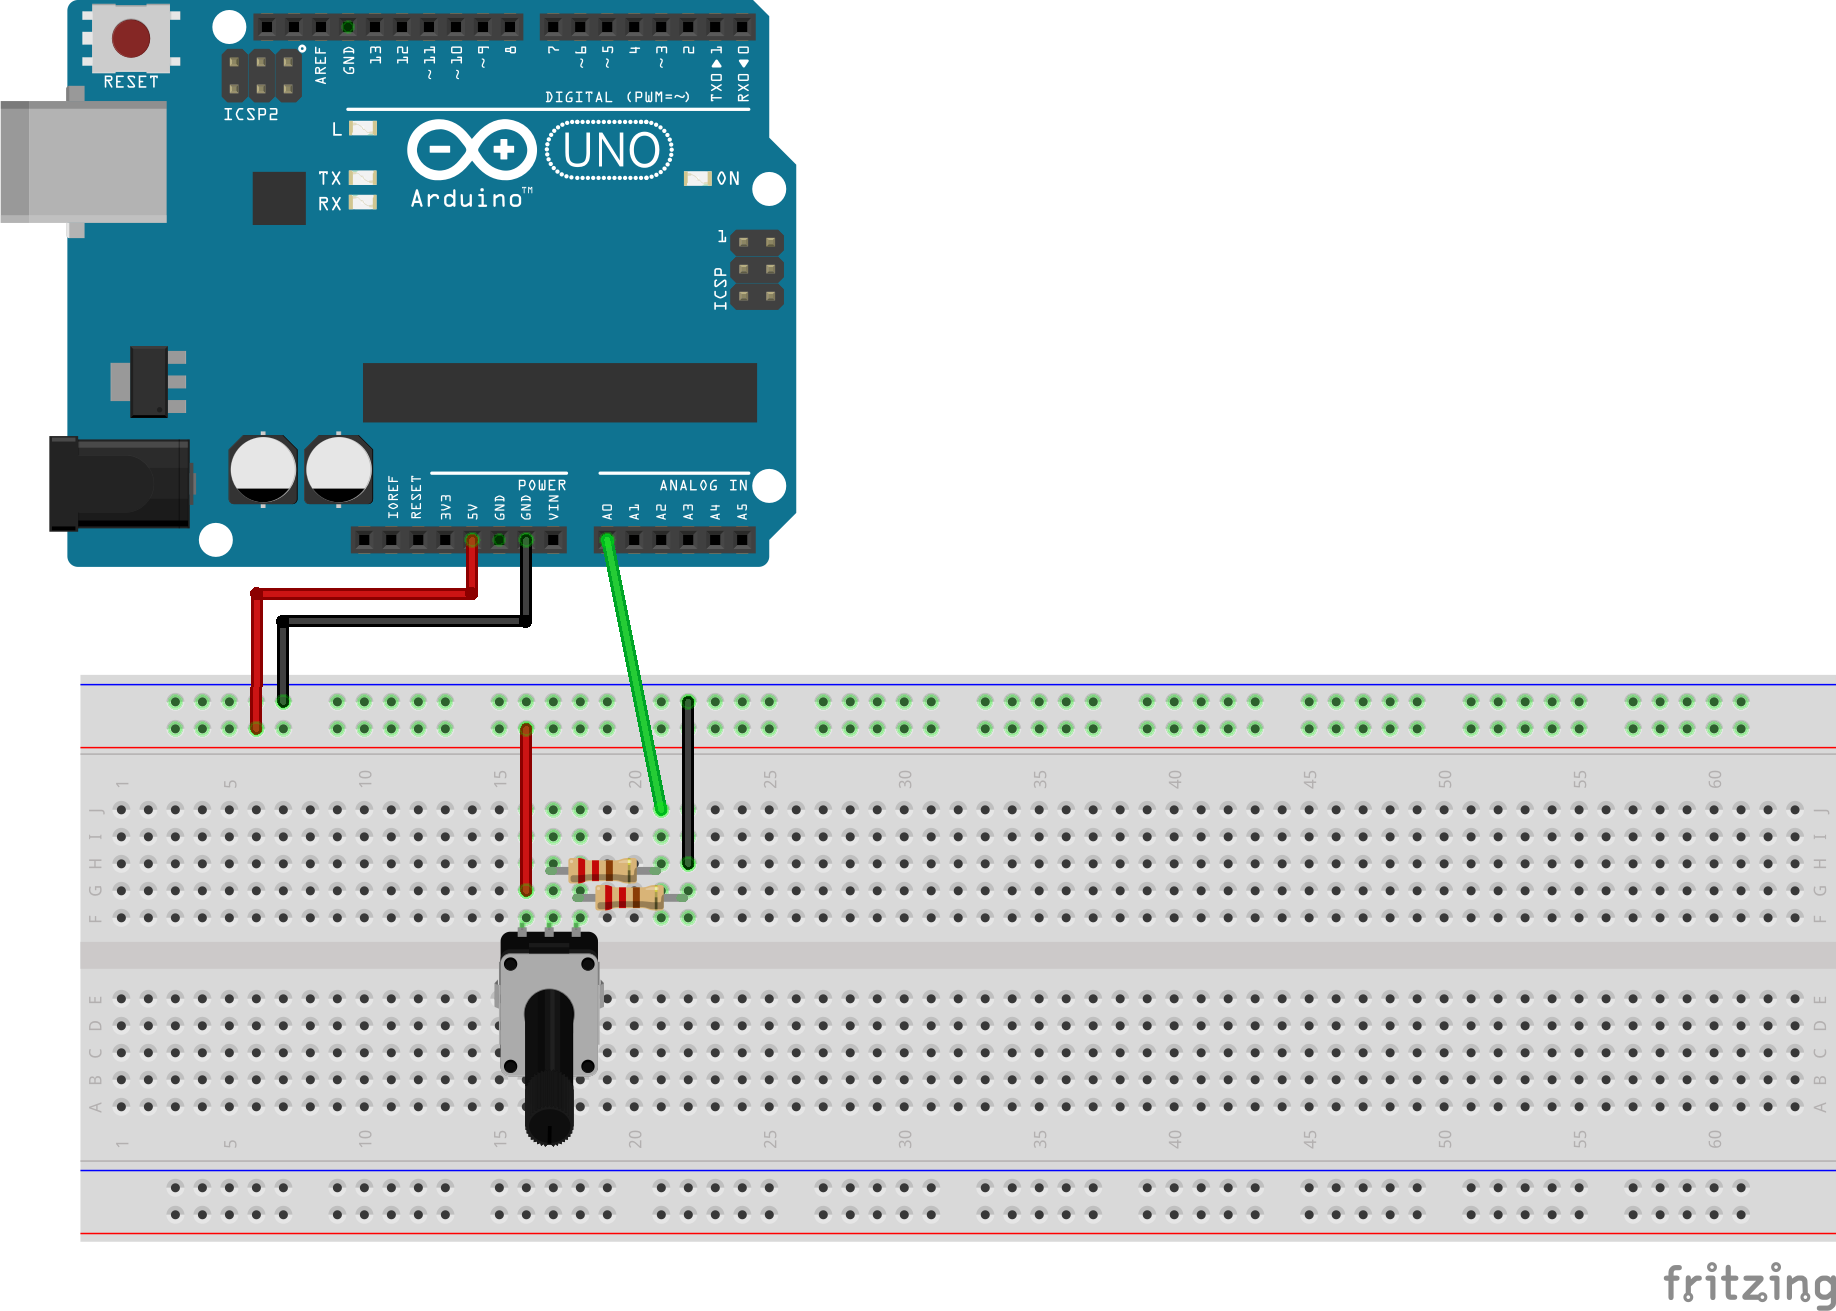 RESET
ICSP2
AREF
GND
13
12
~11
~10
~9
8
7
~6
~5
4
~3
2
TX0▶1
RX0◀0
DIGITAL (PWM=~)
L
TX
RX
Arduino™
UNO
ON
1
ICSP
POWER
ANALOG IN
IOREF
RESET
3V3
5V
GND
GND
VIN
A0
A1
A2
A3
A4
A5
1 5 10 15 20 25 30 35 40 45 50 55 60
J J
I I
H H
G G
F F
E E
D D
C C
B B
A A
1 5 10 15 20 25 30 35 40 45 50 55 60
fritzing